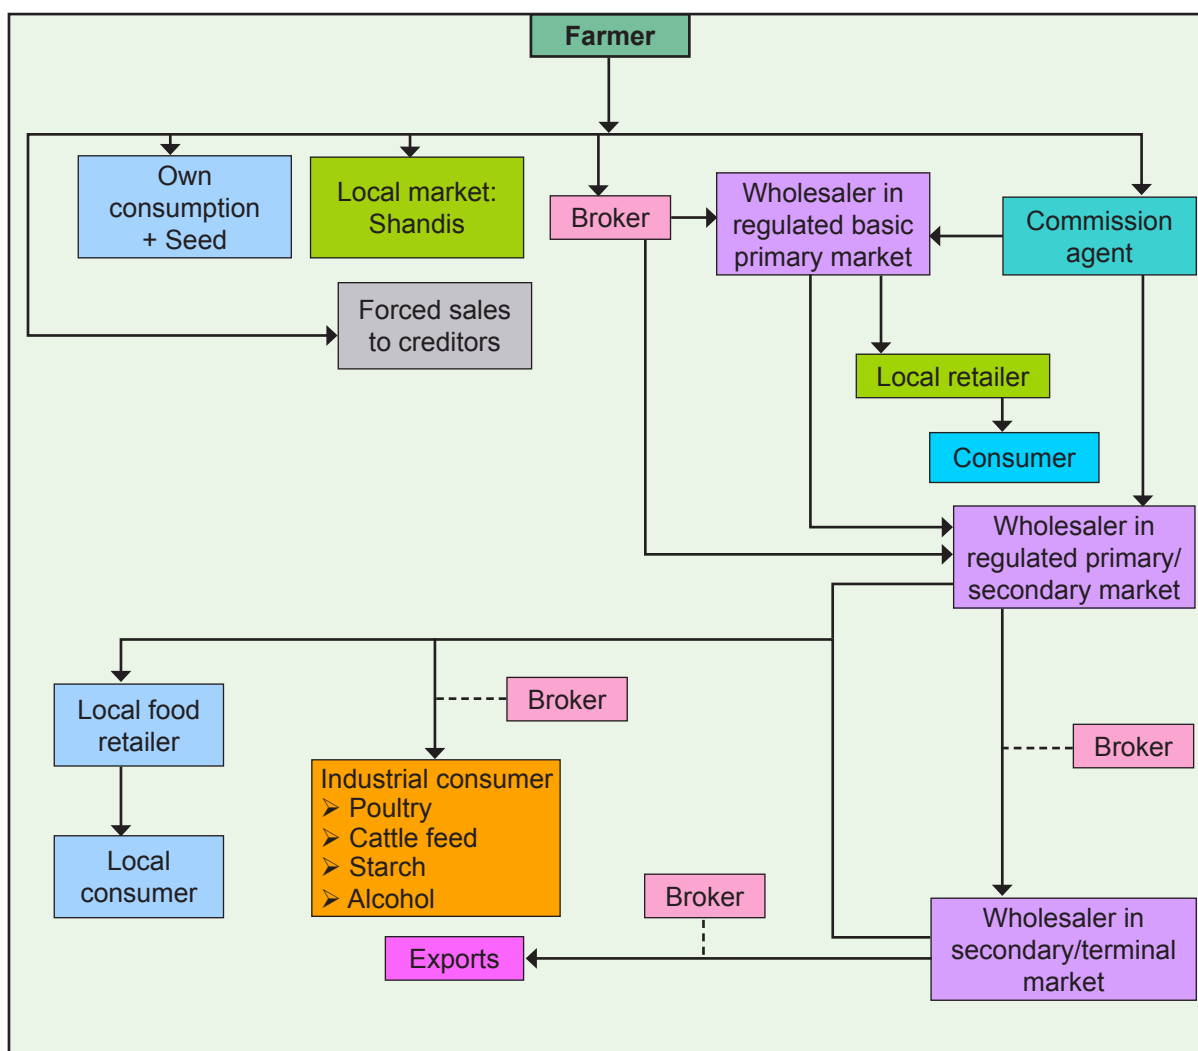 Farmer
Own
consumption
+ Seed
Local market:
Shandis
Broker
Wholesaler in
regulated basic
primary market
Commission
agent
Forced sales
to creditors
Local retailer
Consumer
Wholesaler in
regulated primary/
secondary market
Local food
retailer
Broker
Broker
Industrial consumer
➢ Poultry
➢ Cattle feed
➢ Starch
➢ Alcohol
Local
consumer
Broker
Exports
Wholesaler in
secondary/terminal
market